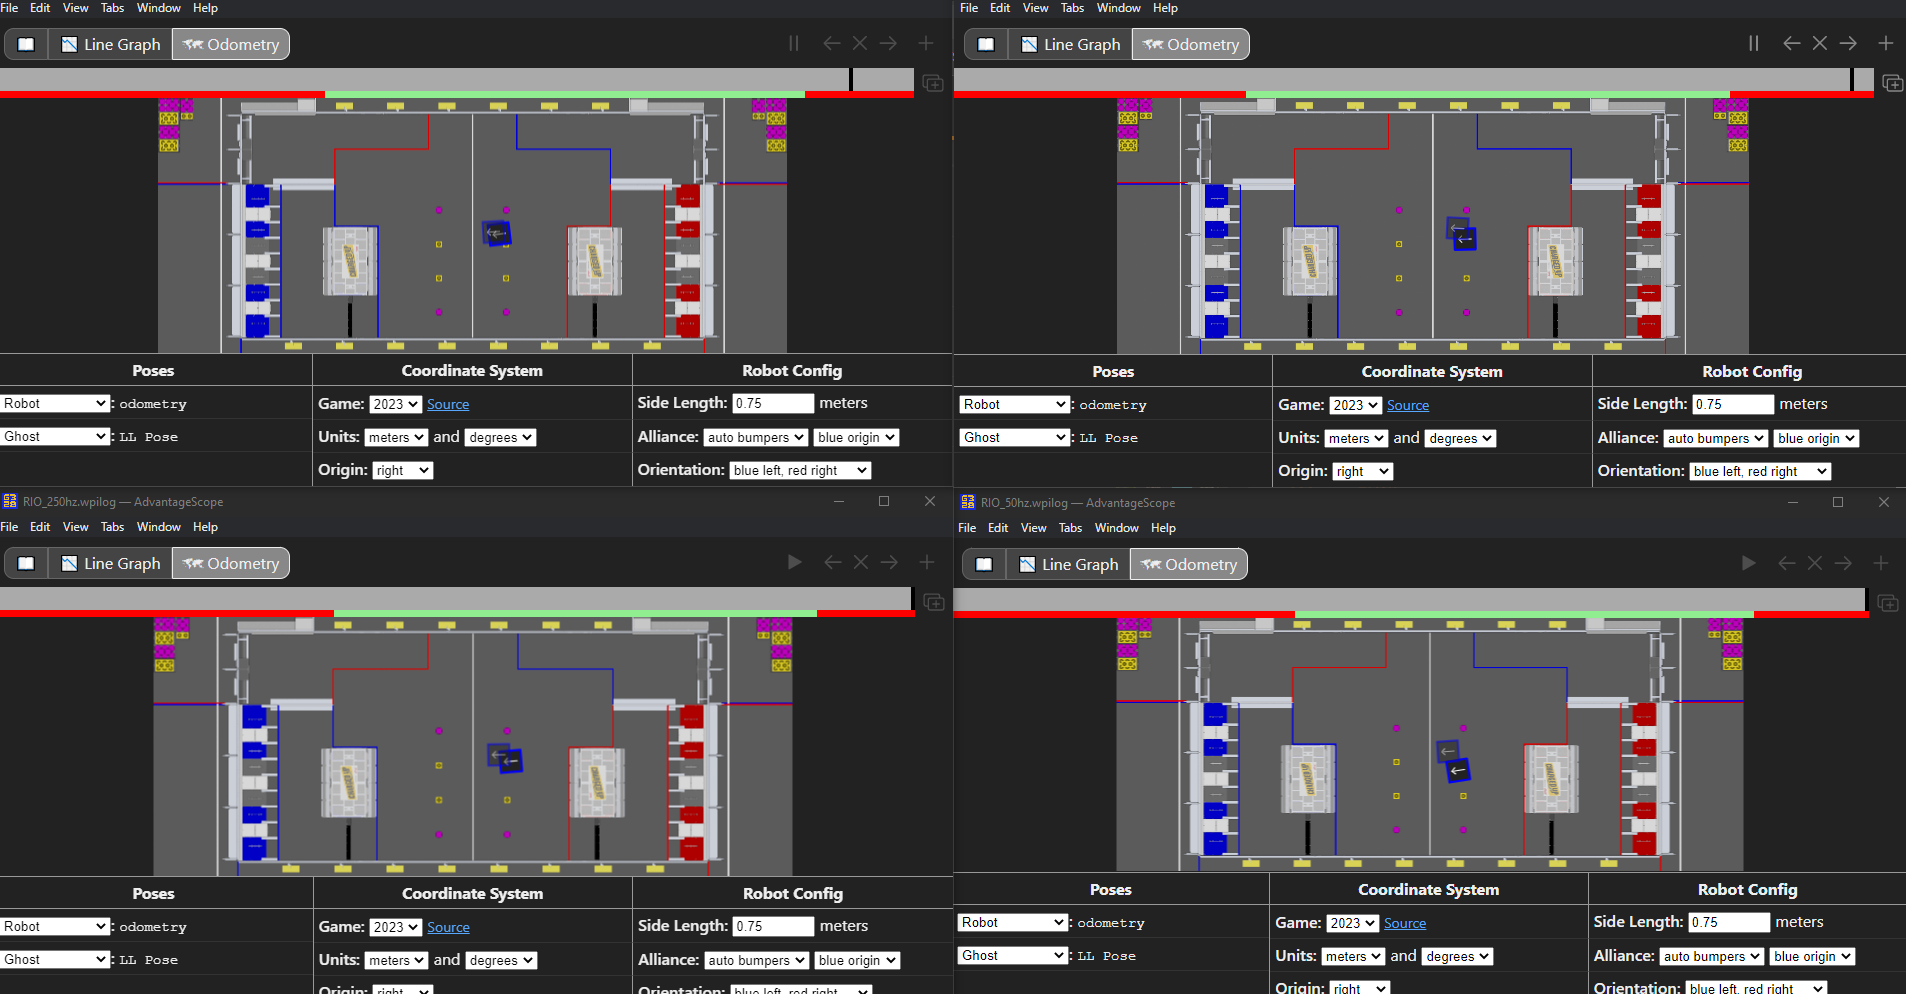 File Edit View Tabs Window Help
Line Graph Odometry
Poses Coordinate System Robot Config
Robot : odometry Game: 2023 Source Side Length: 0.75 meters
Ghost : LL Pose Units: meters and degrees Alliance: auto bumpers blue origin
Origin: right Orientation: blue left, red right
File Edit View Tabs Window Help
Line Graph Odometry
Poses Coordinate System Robot Config
Robot : odometry Game: 2023 Source Side Length: 0.75 meters
Ghost : LL Pose Units: meters and degrees Alliance: auto bumpers blue origin
Origin: right Orientation: blue left, red right
RIO_250hz.wpilog — AdvantageScope
File Edit View Tabs Window Help
Line Graph Odometry
Poses Coordinate System Robot Config
Robot : odometry Game: 2023 Source Side Length: 0.75 meters
Ghost : LL Pose Units: meters and degrees Alliance: auto bumpers blue origin
Origin: right Orientation: blue left, red right
RIO_50hz.wpilog — AdvantageScope
File Edit View Tabs Window Help
Line Graph Odometry
Poses Coordinate System Robot Config
Robot : odometry Game: 2023 Source Side Length: 0.75 meters
Ghost : LL Pose Units: meters and degrees Alliance: auto bumpers blue origin
Origin: right Orientation: blue left, red right